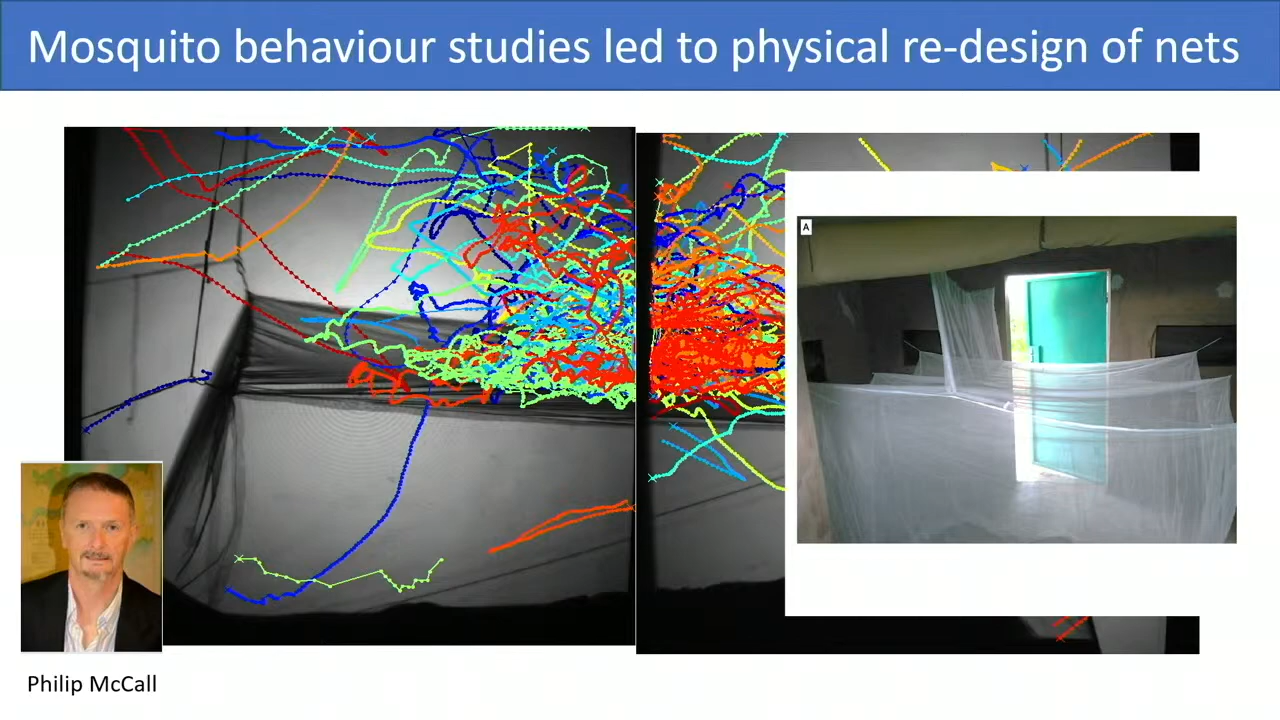 Mosquito behaviour studies led to physical re-design of nets
A
Philip McCall